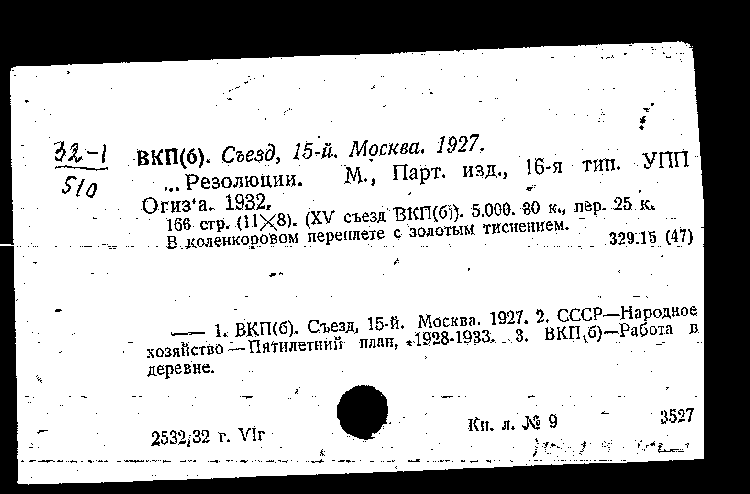 32-1
510
ВКП(б). Съезд, 15-й. Москва. 1927.
... Резолюции. М., Парт. изд., 16-я тип. УПП
Огиз'а. 1932.
166 стр. (11×8). (XV съезд ВКП(б)). 5.000. 80 к., пер. 25 к.
В коленкоровом переплете с золотым тиснением.
329.15 (47)
—— 1. ВКП(б). Съезд, 15-й. Москва. 1927. 2. СССР—Народное
хозяйство—Пятилетний план, 1928-1933. 3. ВКП(б)—Работа в
деревне.
2532,32 г. VIг
Кн. л. № 9
3527